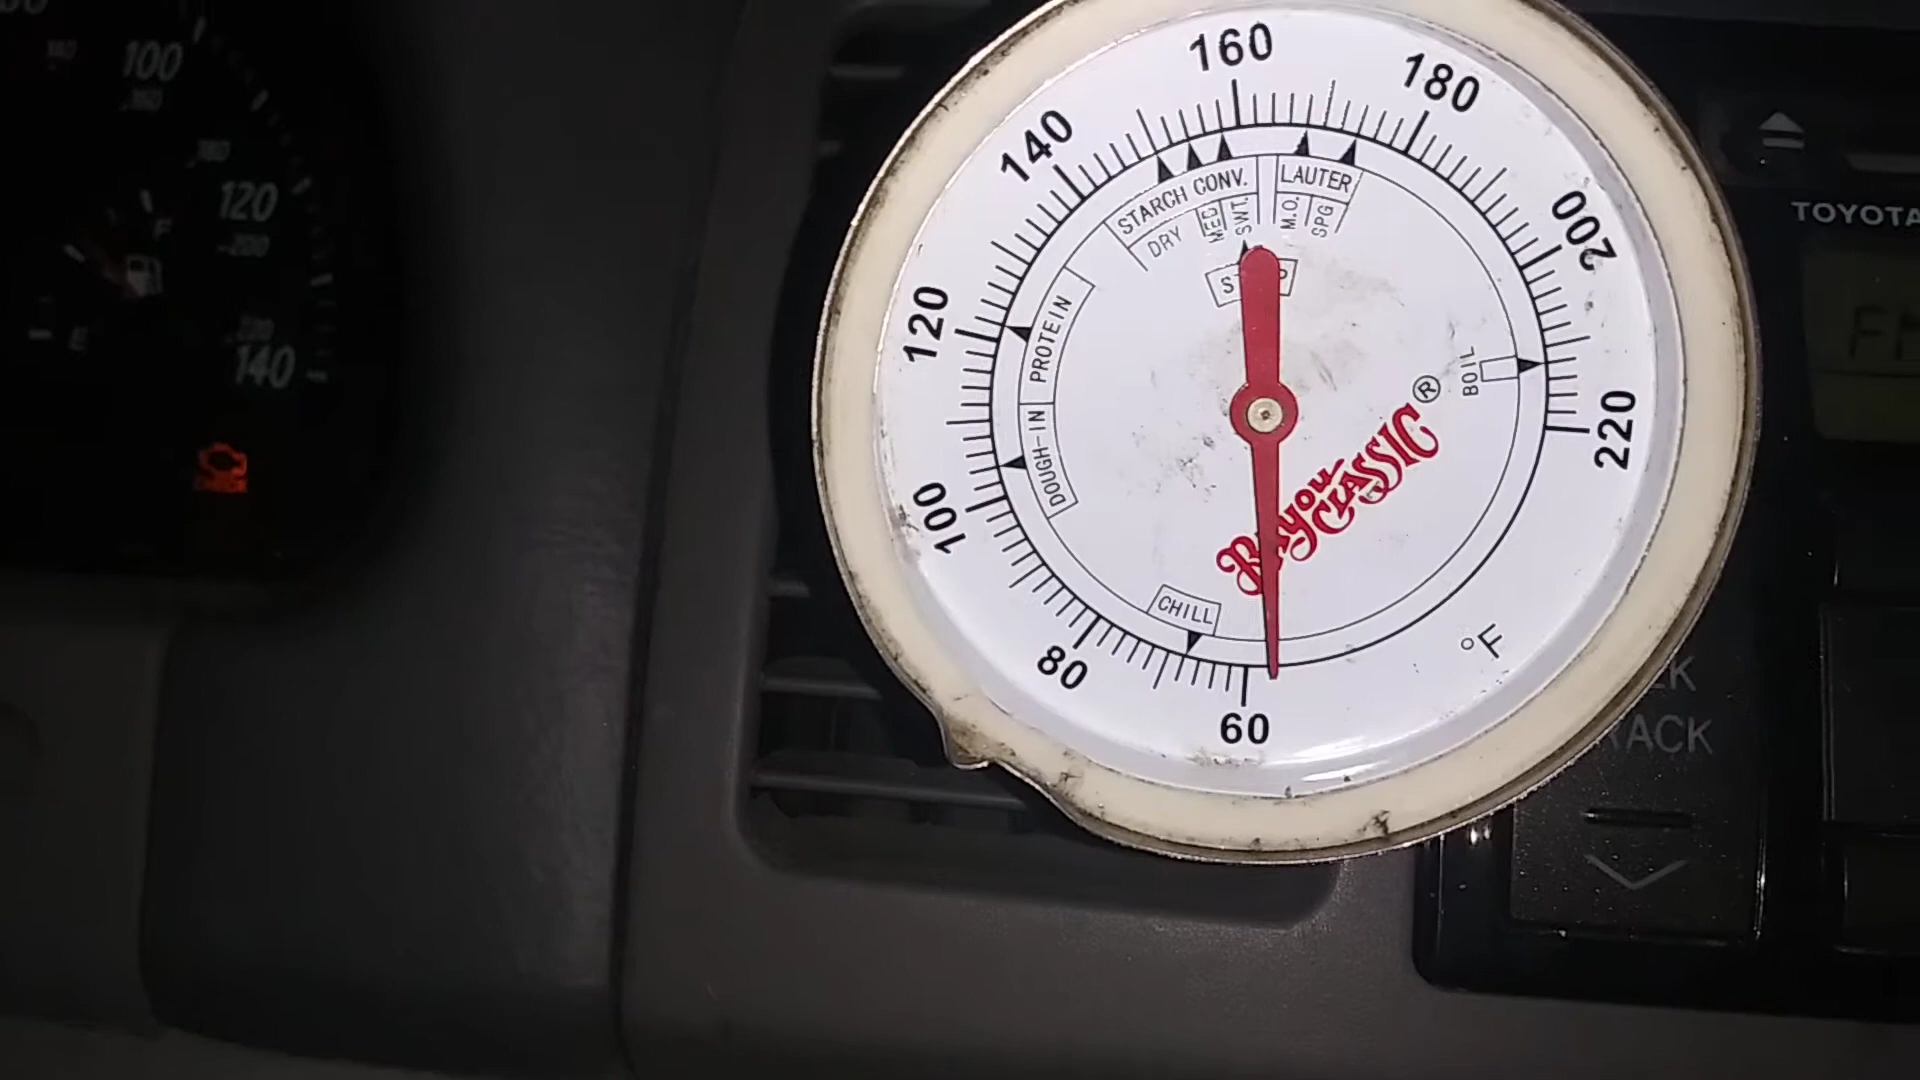 160
180
140
200
120
220
100
80
60
STARCH CONV.
DRY
MED
SWT.
LAUTER
M.O.
SPG
PROTEIN
DOUGH-IN
CHILL
BOIL
BAYOU
CLASSIC®
°F
100
120
200
140
F
E
TOYOTA